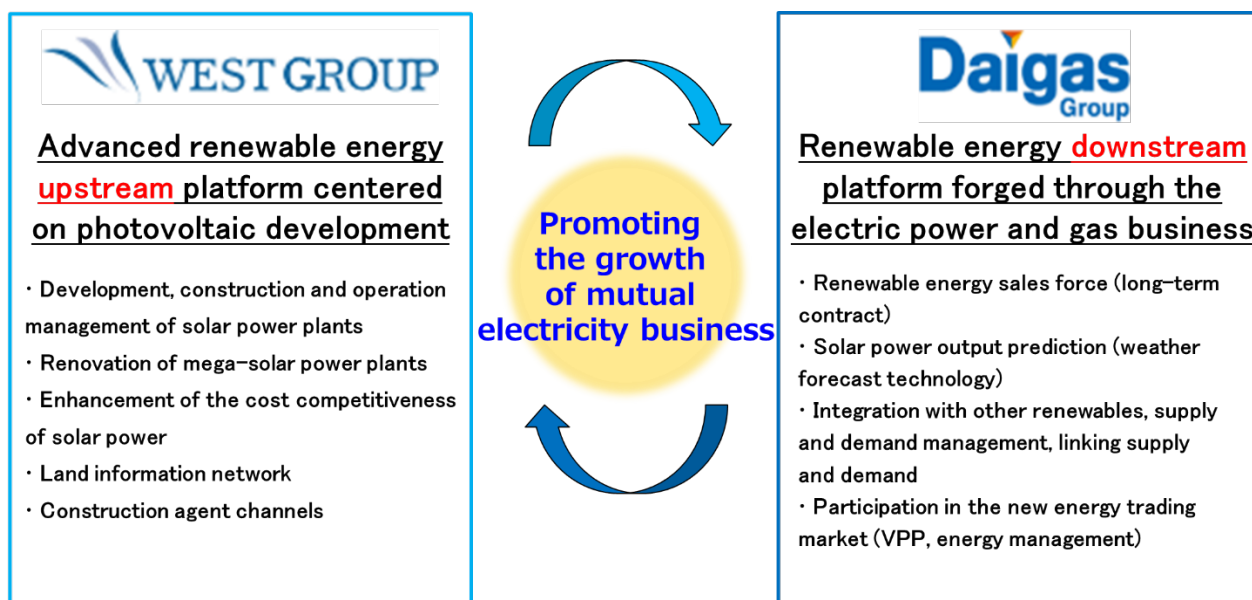 WEST GROUP
Advanced renewable energy
upstream platform centered
on photovoltaic development
・Development, construction and operation
management of solar power plants
・Renovation of mega-solar power plants
・Enhancement of the cost competitiveness
of solar power
・Land information network
・Construction agent channels
Promoting
the growth
of mutual
electricity business
Daigas
Group
Renewable energy downstream
platform forged through the
electric power and gas business
・Renewable energy sales force (long-term
contract)
・Solar power output prediction (weather
forecast technology)
・Integration with other renewables, supply
and demand management, linking supply
and demand
・Participation in the new energy trading
market (VPP, energy management)